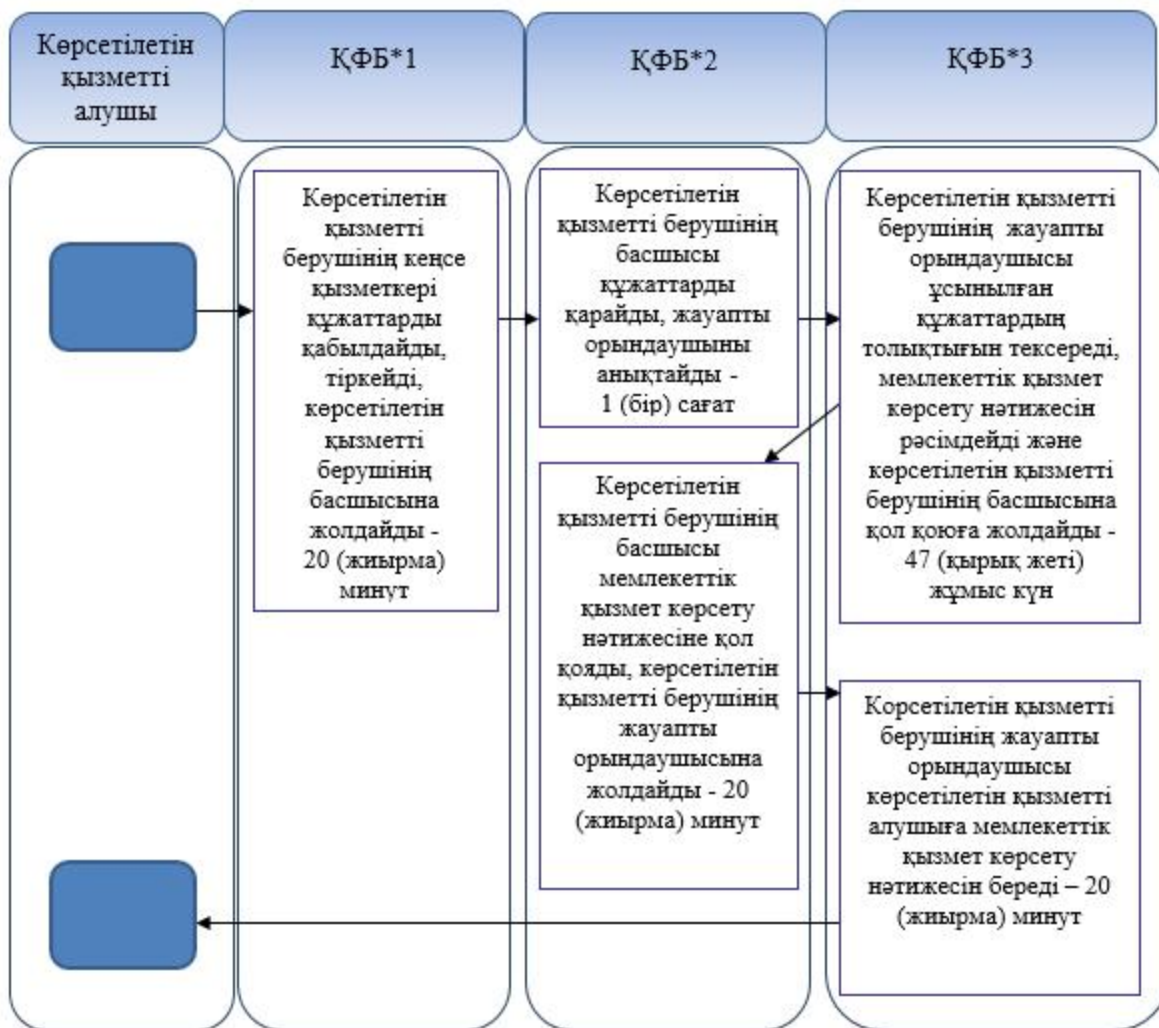 Көрсетілетін
қызметті
алушы
ҚФБ*1
ҚФБ*2
ҚФБ*3
Көрсетілетін
қызметті
берушінің кеңсе
қызметкері
құжаттарды
қабылдайды,
тіркейді,
көрсетілетін
қызметті
берушінің
басшысына
жолдайды -
20 (жиырма)
минут
Көрсетілетін
қызметті берушінің
басшысы
құжаттарды
қарайды, жауапты
орындаушыны
анықтайды -
1 (бір) сағат
Көрсетілетін қызметті
берушінің жауапты
орындаушысы
ұсынылған
құжаттардың
толықтығын тексереді,
мемлекеттік қызмет
көрсету нәтижесін
рәсімдейді және
көрсетілетін қызметті
берушінің басшысына
қол қоюға жолдайды -
47 (қырық жеті)
жұмыс күн
Көрсетілетін
қызметті берушінің
басшысы
мемлекеттік
қызмет көрсету
нәтижесіне қол
қояды, көрсетілетін
қызметті берушінің
жауапты
орындаушысына
жолдайды - 20
(жиырма) минут
Корсетілетін қызметті
берушінің жауапты
орындаушысы
көрсетілетін қызметті
алушыға мемлекеттік
қызмет көрсету
нәтижесін береді – 20
(жиырма) минут